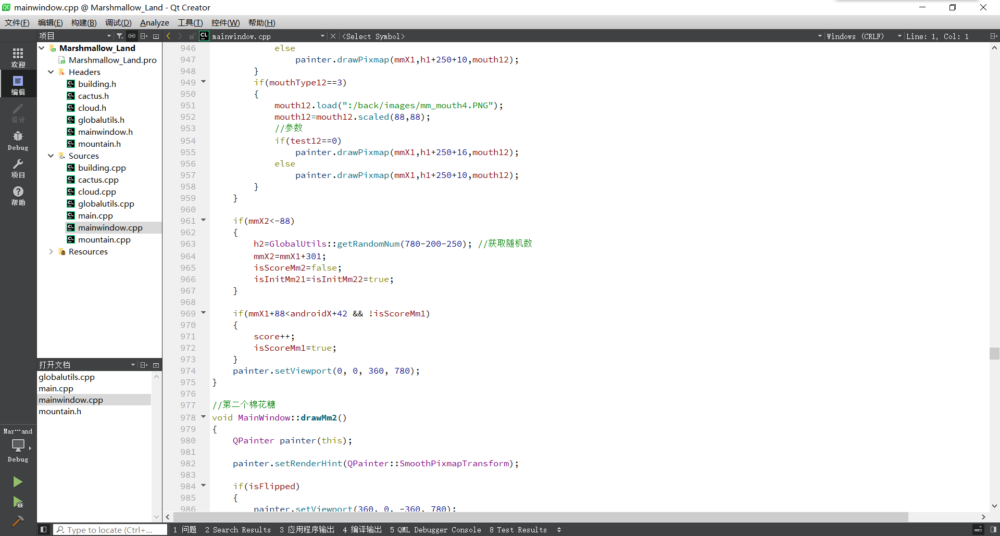 mainwindow.cpp @ Marshmallow_Land - Qt Creator
文件(F) 编辑(E) 构建(B) 调试(D) Analyze 工具(T) 控件(W) 帮助(H)
项目
mainwindow.cpp
<Select Symbol>
Windows (CRLF)
Line: 1, Col: 1
欢迎
编辑
设计
Debug
项目
帮助
Mar…and
Debug
Marshmallow_Land
Marshmallow_Land.pro
Headers
building.h
cactus.h
cloud.h
globalutils.h
mainwindow.h
mountain.h
Sources
building.cpp
cactus.cpp
cloud.cpp
globalutils.cpp
main.cpp
mainwindow.cpp
mountain.cpp
Resources
打开文档
globalutils.cpp
main.cpp
mainwindow.cpp
mountain.h
946 else
947 painter.drawPixmap(mmX1,h1+250+10,mouth12);
948 }
949 if(mouthType12==3)
950 {
951 mouth12.load(":/back/images/mm_mouth4.PNG");
952 mouth12=mouth12.scaled(88,88);
953 //参数
954 if(test12==0)
955 painter.drawPixmap(mmX1,h1+250+16,mouth12);
956 else
957 painter.drawPixmap(mmX1,h1+250+10,mouth12);
958 }
959 }
960
961 if(mmX2<-88)
962 {
963 h2=GlobalUtils::getRandomNum(780-200-250); //获取随机数
964 mmX2=mmX1+301;
965 isScoreMm2=false;
966 isInitMm21=isInitMm22=true;
967 }
968
969 if(mmX1+88<androidX+42 && !isScoreMm1)
970 {
971 score++;
972 isScoreMm1=true;
973 }
974 painter.setViewport(0, 0, 360, 780);
975 }
976
977 //第二个棉花糖
978 void MainWindow::drawMm2()
979 {
980 QPainter painter(this);
981
982 painter.setRenderHint(QPainter::SmoothPixmapTransform);
983
984 if(isFlipped)
985 {
986 painter.setViewport(360, 0, -360, 780);
Type to locate (Ctrl+...
1 问题 2 Search Results 3 应用程序输出 4 编译输出 5 QML Debugger Console 8 Test Results